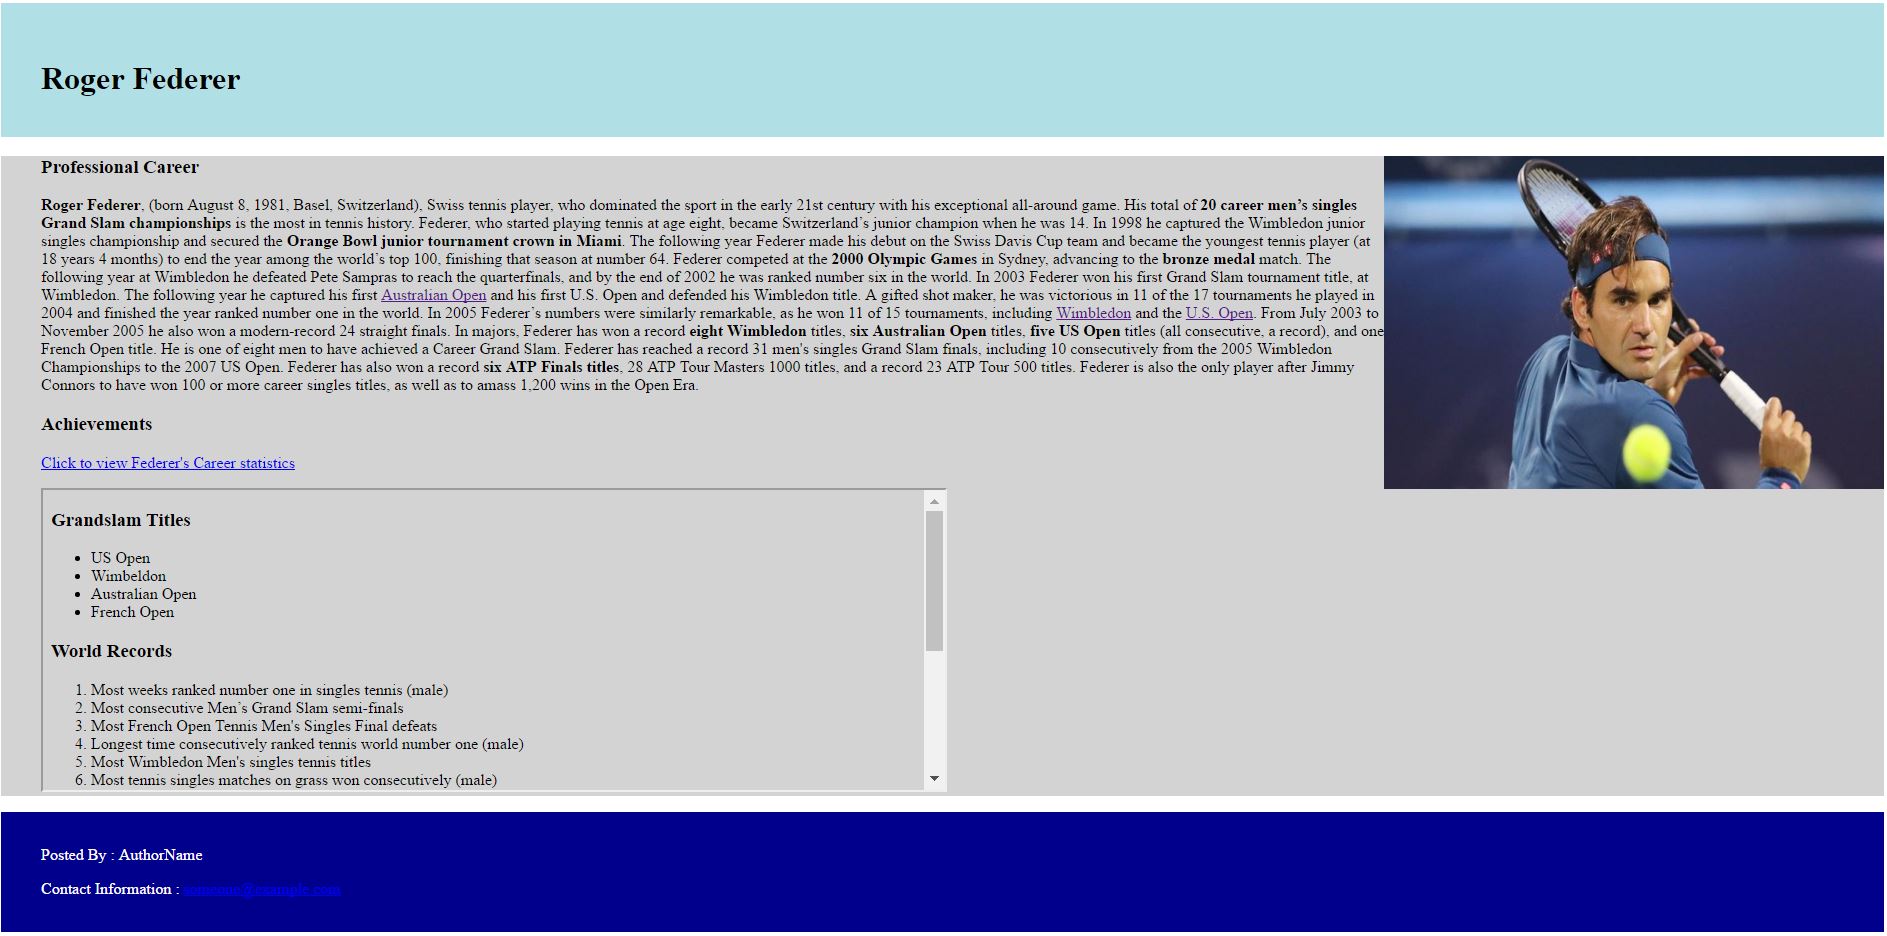 Roger Federer
Professional Career
Roger Federer, (born August 8, 1981, Basel, Switzerland), Swiss tennis player, who dominated the sport in the early 21st century with his exceptional all-around game. His total of 20 career men’s singles
Grand Slam championships is the most in tennis history. Federer, who started playing tennis at age eight, became Switzerland’s junior champion when he was 14. In 1998 he captured the Wimbledon junior
singles championship and secured the Orange Bowl junior tournament crown in Miami. The following year Federer made his debut on the Swiss Davis Cup team and became the youngest tennis player (at
18 years 4 months) to end the year among the world’s top 100, finishing that season at number 64. Federer competed at the 2000 Olympic Games in Sydney, advancing to the bronze medal match. The
following year at Wimbledon he defeated Pete Sampras to reach the quarterfinals, and by the end of 2002 he was ranked number six in the world. In 2003 Federer won his first Grand Slam tournament title, at
Wimbledon. The following year he captured his first Australian Open and his first U.S. Open and defended his Wimbledon title. A gifted shot maker, he was victorious in 11 of the 17 tournaments he played in
2004 and finished the year ranked number one in the world. In 2005 Federer’s numbers were similarly remarkable, as he won 11 of 15 tournaments, including Wimbledon and the U.S. Open. From July 2003 to
November 2005 he also won a modern-record 24 straight finals. In majors, Federer has won a record eight Wimbledon titles, six Australian Open titles, five US Open titles (all consecutive, a record), and one
French Open title. He is one of eight men to have achieved a Career Grand Slam. Federer has reached a record 31 men's singles Grand Slam finals, including 10 consecutively from the 2005 Wimbledon
Championships to the 2007 US Open. Federer has also won a record six ATP Finals titles, 28 ATP Tour Masters 1000 titles, and a record 23 ATP Tour 500 titles. Federer is also the only player after Jimmy
Connors to have won 100 or more career singles titles, as well as to amass 1,200 wins in the Open Era.
Achievements
Click to view Federer's Career statistics
Grandslam Titles
• US Open
• Wimbeldon
• Australian Open
• French Open
World Records
1. Most weeks ranked number one in singles tennis (male)
2. Most consecutive Men’s Grand Slam semi-finals
3. Most French Open Tennis Men's Singles Final defeats
4. Longest time consecutively ranked tennis world number one (male)
5. Most Wimbledon Men's singles tennis titles
6. Most tennis singles matches on grass won consecutively (male)
Posted By : AuthorName
Contact Information : someone@example.com